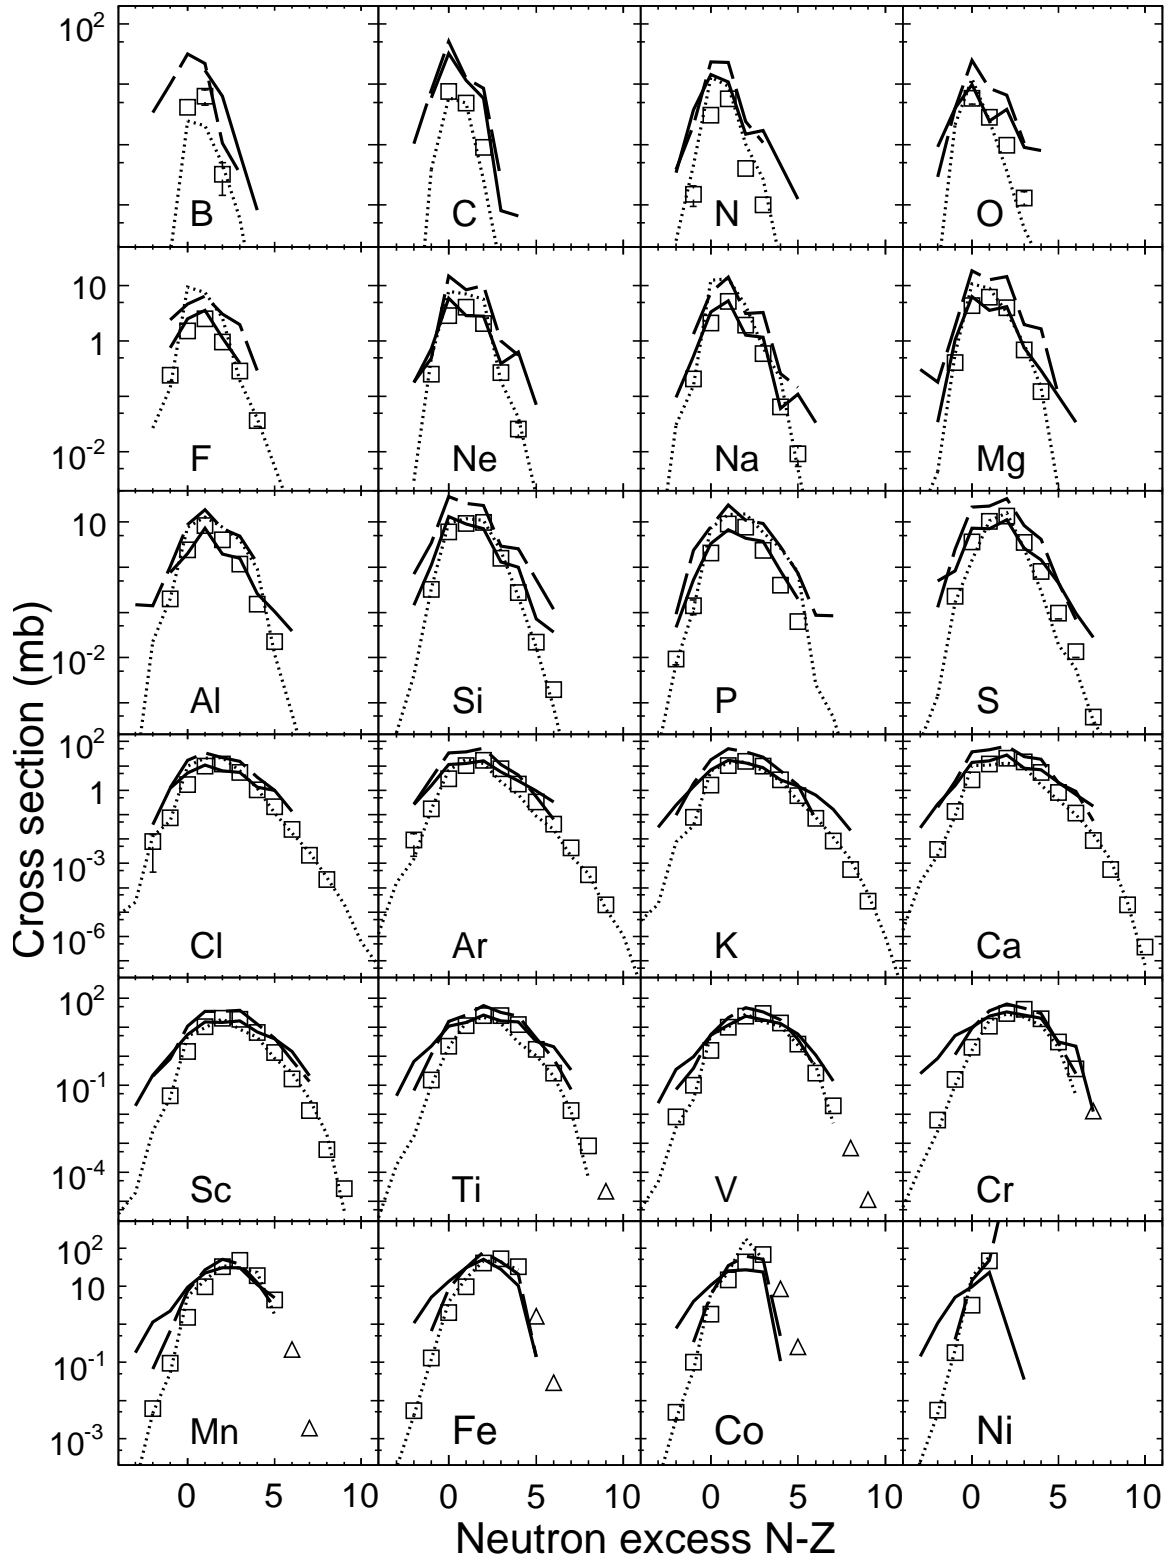 10²
B C N O
10
1
10⁻²
F Ne Na Mg
10
10⁻²
Al Si P S
10²
1
10⁻³
10⁻⁶
Cl Ar K Ca
10²
10⁻¹
10⁻⁴
Sc Ti V Cr
10²
10
10⁻¹
10⁻³
Mn Fe Co Ni
0 5 10 0 5 10 0 5 10 0 5 10
Cross section (mb)
Neutron excess N-Z